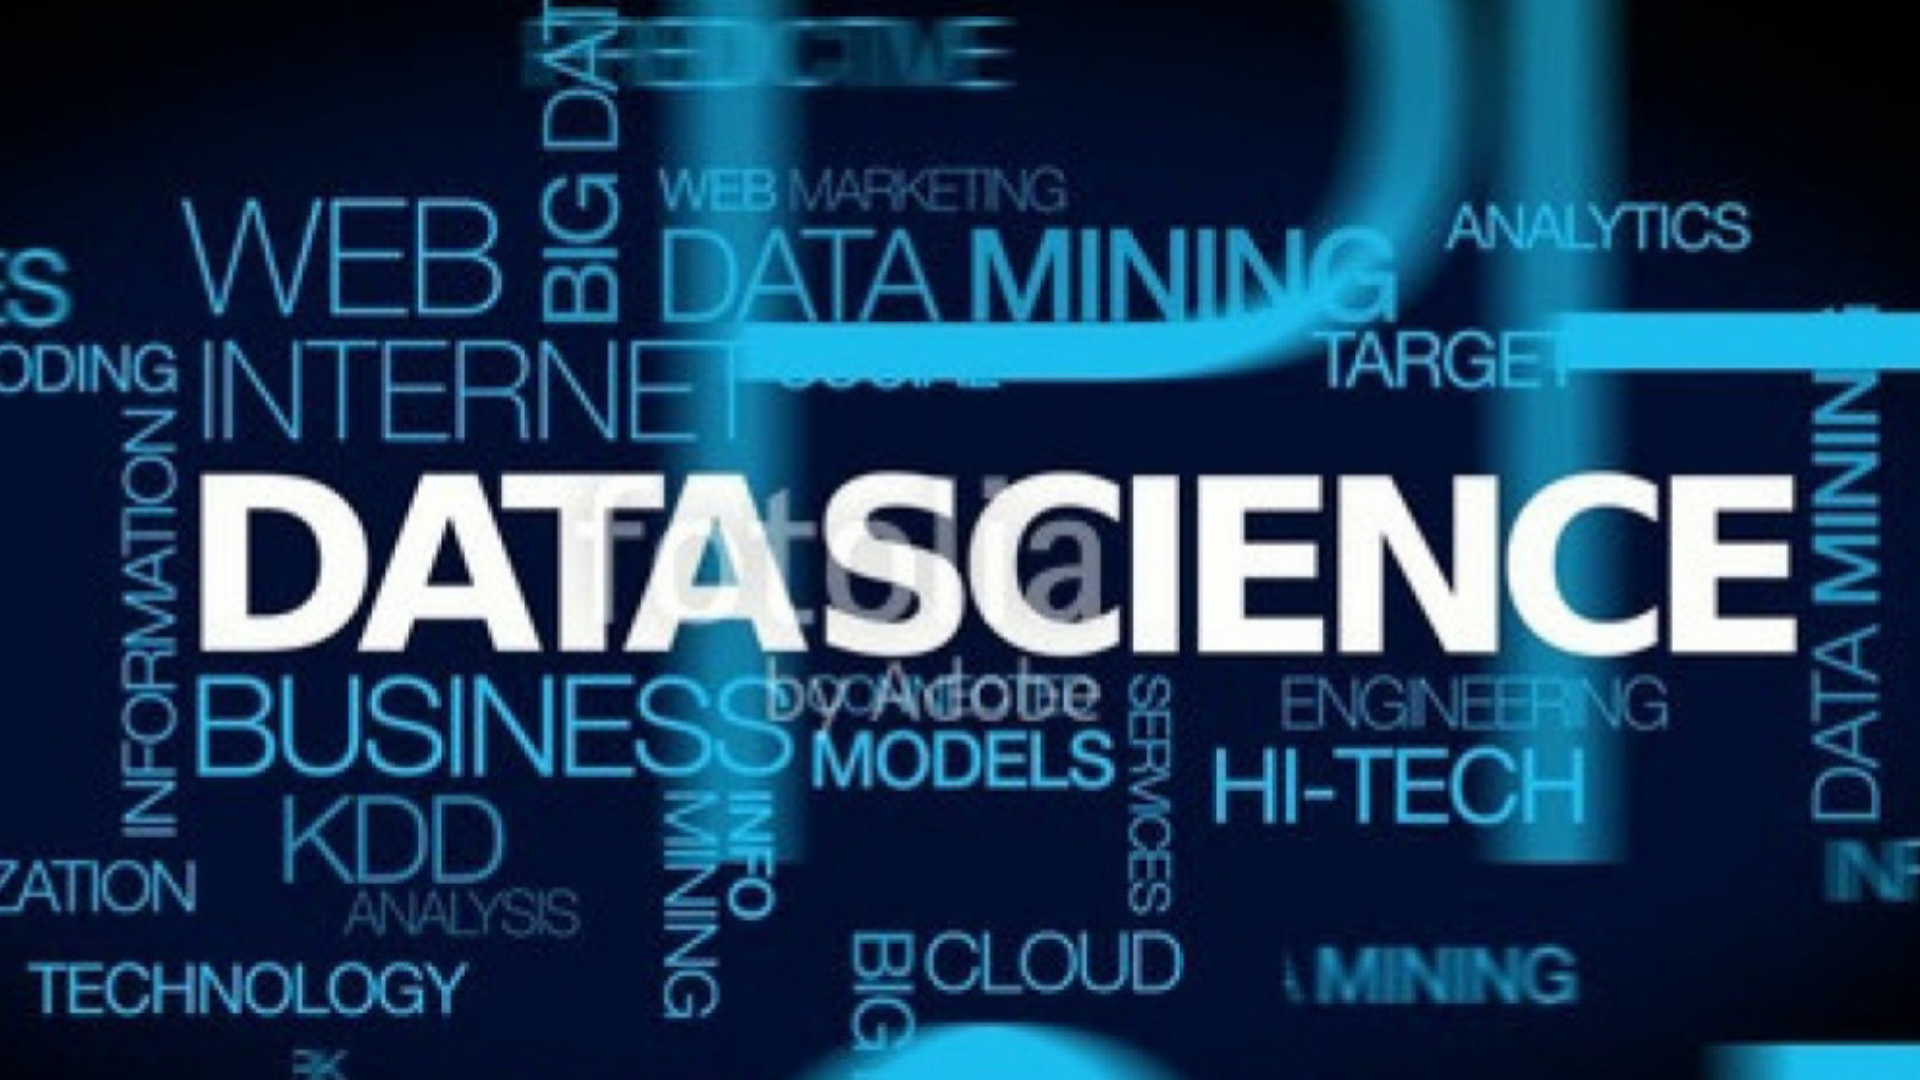 BIG DAT
PREDICTIVE
WEB MARKETING
WEB
DATA MINING
ANALYTICS
ES
INTERNET
SOCIAL
TARGET
ODING
INFORMATION
DATA MINING
DATASCIENCE
fotolia
by Adobe
BUSINESS
MODELS
SERVICES
ENGINEERING
HI-TECH
KDD
MINING
INFO
ZATION
ANALYSIS
INF
TECHNOLOGY
BIG
CLOUD
A MINING